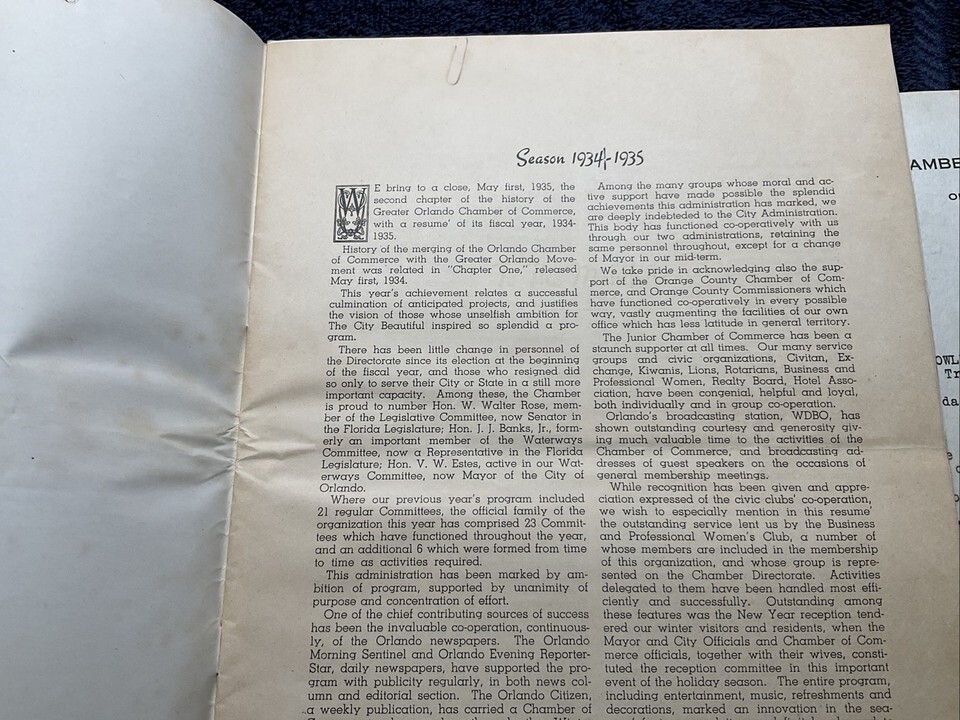 Season 1934-1935
WE bring to a close, May first, 1935, the
second chapter of the history of the
Greater Orlando Chamber of Commerce,
with a resume' of its fiscal year, 1934-
1935.
History of the merging of the Orlando Chamber
of Commerce with the Greater Orlando Move-
ment was related in "Chapter One," released
May first, 1934.
This year's achievement relates a successful
culmination of anticipated projects, and justifies
the vision of those whose unselfish ambition for
The City Beautiful inspired so splendid a pro-
gram.
There has been little change in personnel of
the Directorate since its election at the beginning
of the fiscal year, and those who resigned did
so only to serve their City or State in a still more
important capacity. Among these, the Chamber
is proud to number Hon. W. Walter Rose, mem-
ber of the Legislative Committee, now Senator in
the Florida Legislature; Hon. J. J. Banks, Jr., form-
erly an important member of the Waterways
Committee, now a Representative in the Florida
Legislature; Hon. V. W. Estes, active in our Wat-
erways Committee, now Mayor of the City of
Orlando.
Where our previous year's program included
21 regular Committees, the official family of the
organization this year has comprised 23 Commit-
tees which have functioned throughout the year,
and an additional 6 which were formed from time
to time as activities required.
This administration has been marked by am-
bition of program, supported by unanimity of
purpose and concentration of effort.
One of the chief contributing sources of success
has been the invaluable co-operation, continuous-
ly, of the Orlando newspapers. The Orlando
Morning Sentinel and Orlando Evening Reporter-
Star, daily newspapers, have supported the pro-
gram with publicity regularly, in both news col-
umn and editorial section. The Orlando Citizen,
a weekly publication, has carried a Chamber of
Among the many groups whose moral and ac-
tive support have made possible the splendid
achievements this administration has marked, we
are deeply indebteded to the City Administration.
This body has functioned co-operatively with us
through our two administrations, retaining the
same personnel throughout, except for a change
of Mayor in our mid-term.
We take pride in acknowledging also the sup-
port of the Orange County Chamber of Com-
merce, and Orange County Commissioners which
have functioned co-operatively in every possible
way, vastly augmenting the facilities of our own
office which has less latitude in general territory.
The Junior Chamber of Commerce has been a
staunch supporter at all times. Our many service
groups and civic organizations, Civitan, Ex-
change, Kiwanis, Lions, Rotarians, Business and
Professional Women, Realty Board, Hotel Asso-
ciation, have been congenial, helpful and loyal,
both individually and in group co-operation.
Orlando's broadcasting station, WDBO, has
shown outstanding courtesy and generosity giv-
ing much valuable time to the activities of the
Chamber of Commerce, and broadcasting ad-
dresses of guest speakers on the occasions of
general membership meetings.
While recognition has been given and appre-
ciation expressed of the civic clubs' co-operation,
we wish to especially mention in this resume'
the outstanding service lent us by the Business
and Professional Women's Club, a number of
whose members are included in the membership
of this organization, and whose group is repre-
sented on the Chamber Directorate. Activities
delegated to them have been handled most effi-
ciently and successfully. Outstanding among
these features was the New Year reception tend-
ered our winter visitors and residents, when the
Mayor and City Officials and Chamber of Com-
merce officials, together with their wives, consti-
tuted the reception committee in this important
event of the holiday season. The entire program,
including entertainment, music, refreshments and
decorations, marked an innovation in the sea-
AMBE
OWL
Tr
da